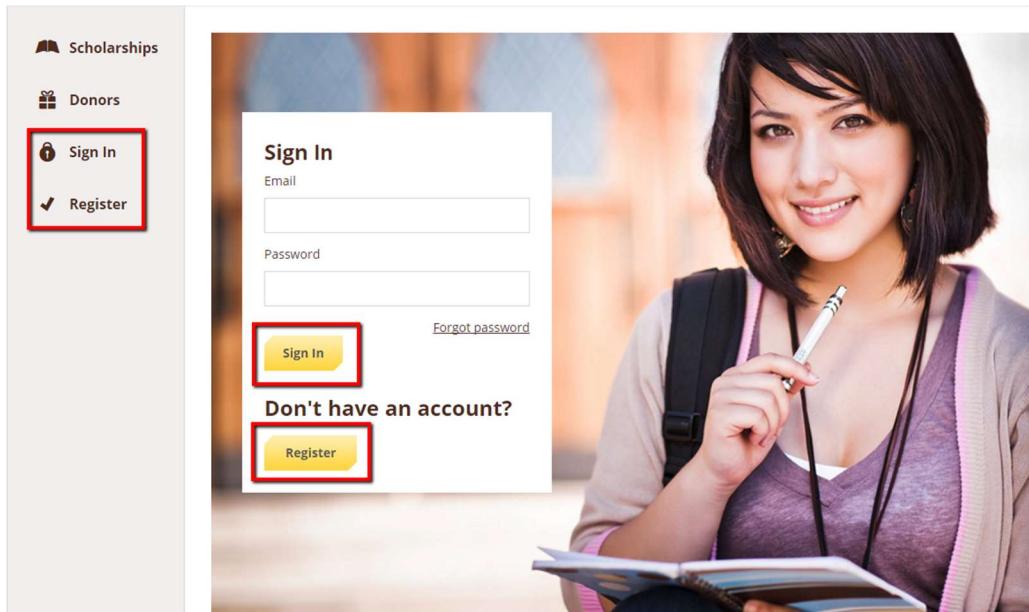 Scholarships
Donors
Sign In
Register
Sign In
Email
Password
Forgot password
Sign In
Don't have an account?
Register